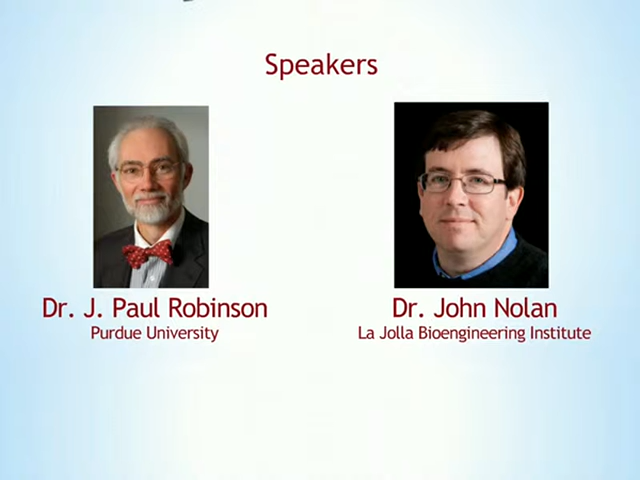 Speakers
Dr. J. Paul Robinson
Purdue University
Dr. John Nolan
La Jolla Bioengineering Institute